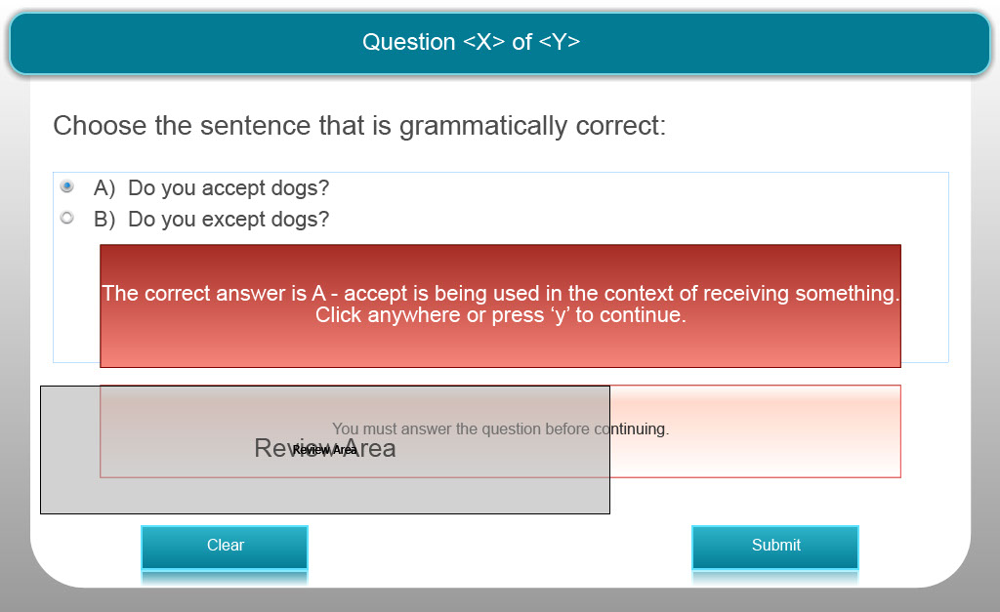 Question <X> of <Y>
Choose the sentence that is grammatically correct:
A) Do you accept dogs?
B) Do you except dogs?
The correct answer is A - accept is being used in the context of receiving something.
Click anywhere or press ‘y’ to continue.
You must answer the question before continuing.
Review Area
Review Area
Clear
Submit